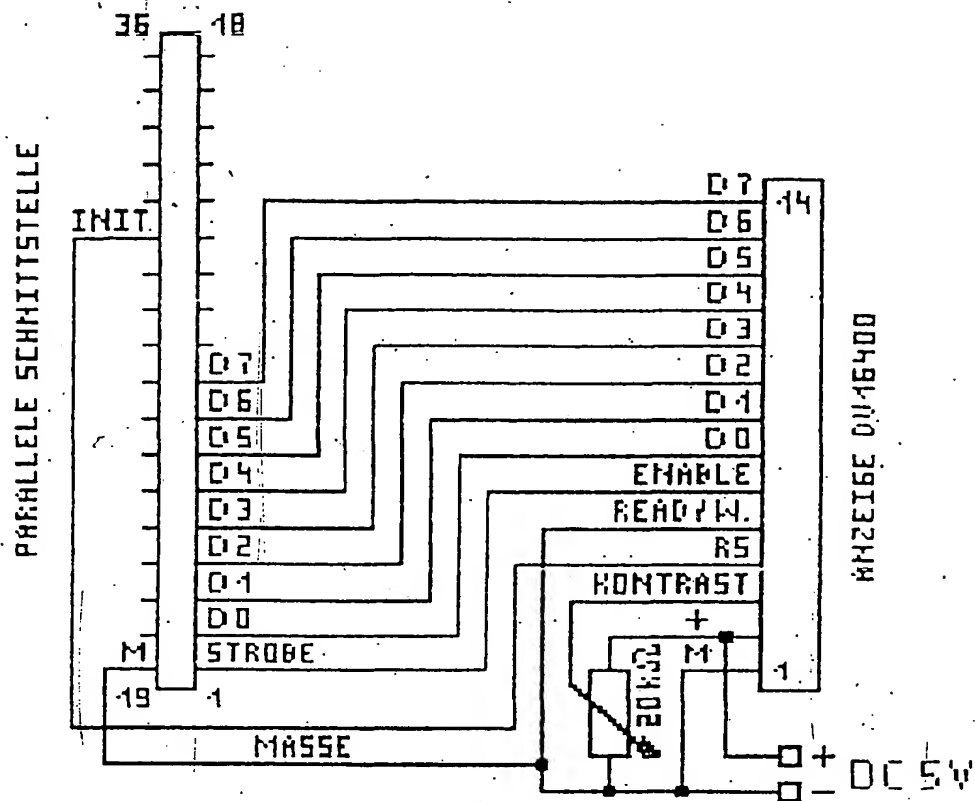 36 18
PARALLELE SCHNITTSTELLE
INIT.
D7
D6
D5
D4
D3
D2
D1
D0
M STROBE
19 1
MASSE
D7 14
D6
D5
D4
D3
D2
D1
D0
ENABLE
READ/W.
RS
KONTRAST
+
M 1
20kΩ
ANZEIGE DV16400
+
DC 5V
−